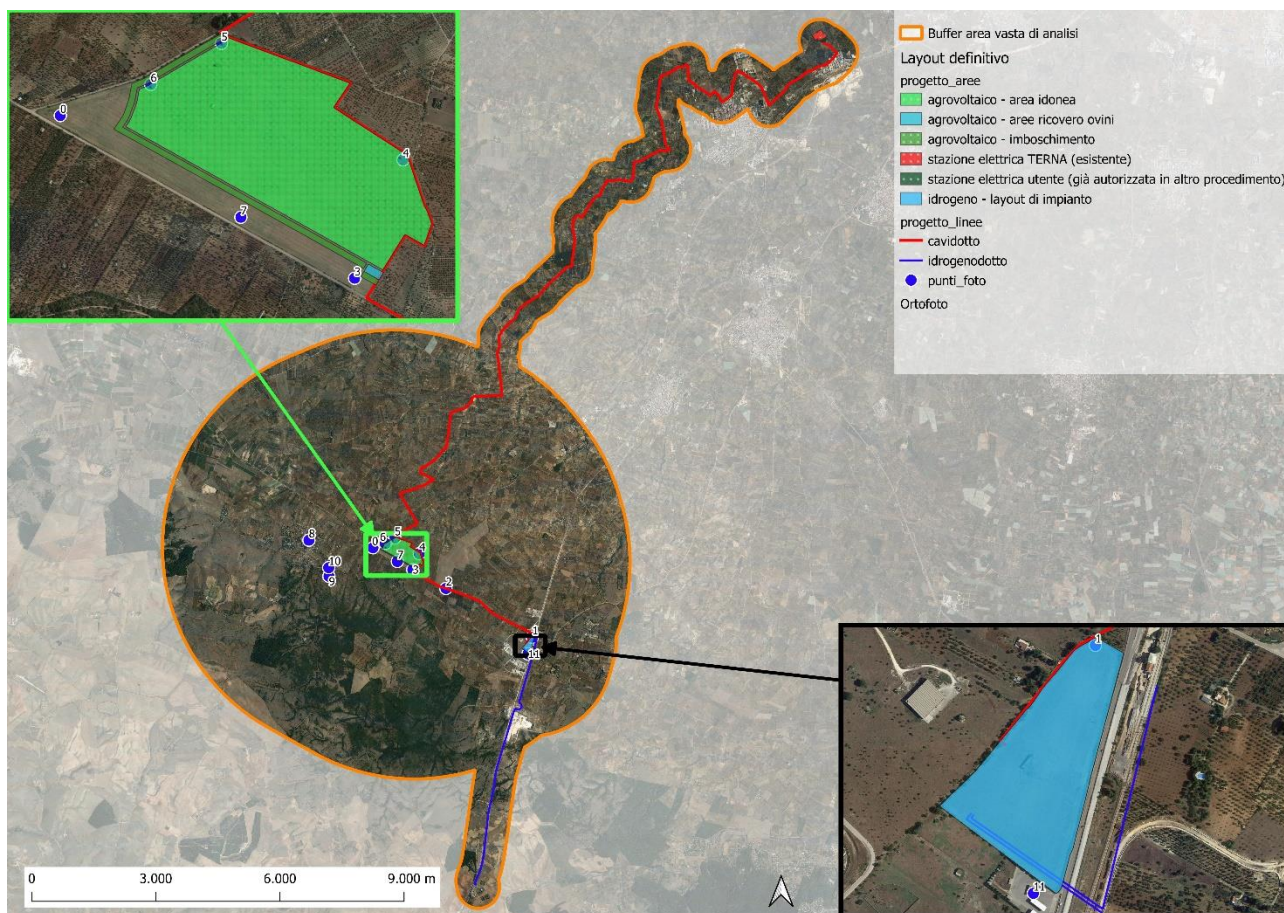 Buffer area vasta di analisi
Layout definitivo
progetto_aree
agrovoltaico - area idonea
agrovoltaico - aree ricovero ovini
agrovoltaico - imboschimento
stazione elettrica TERNA (esistente)
stazione elettrica utente (già autorizzata in altro procedimento)
idrogeno - layout di impianto
progetto_linee
cavidotto
idrogenodotto
punti_foto
Ortofoto
5
6
0
4
7
3
8
10
9
0
6
5
4
7
3
2
1
11
1
11
0
3.000
6.000
9.000 m